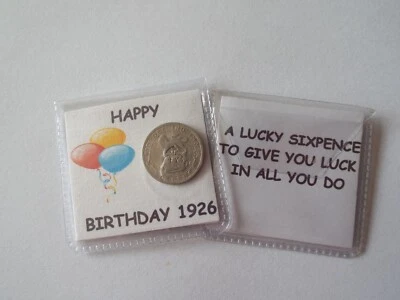 HAPPY
BIRTHDAY 1926
A LUCKY SIXPENCE
TO GIVE YOU LUCK
IN ALL YOU DO